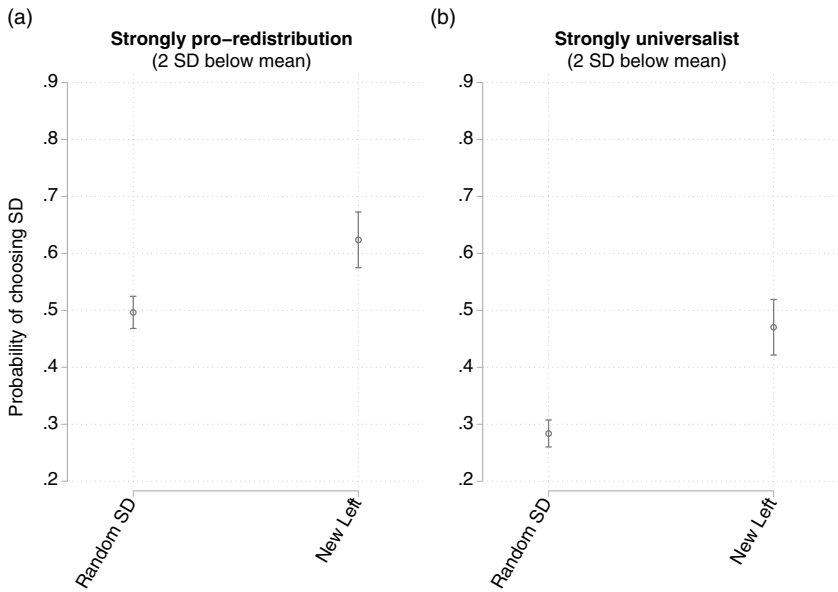 (a)
Strongly pro−redistribution
(2 SD below mean)
.9
.8
.7
.6
.5
.4
.3
.2
Probability of choosing SD
Random SD
New Left
(b)
Strongly universalist
(2 SD below mean)
.9
.8
.7
.6
.5
.4
.3
.2
Random SD
New Left